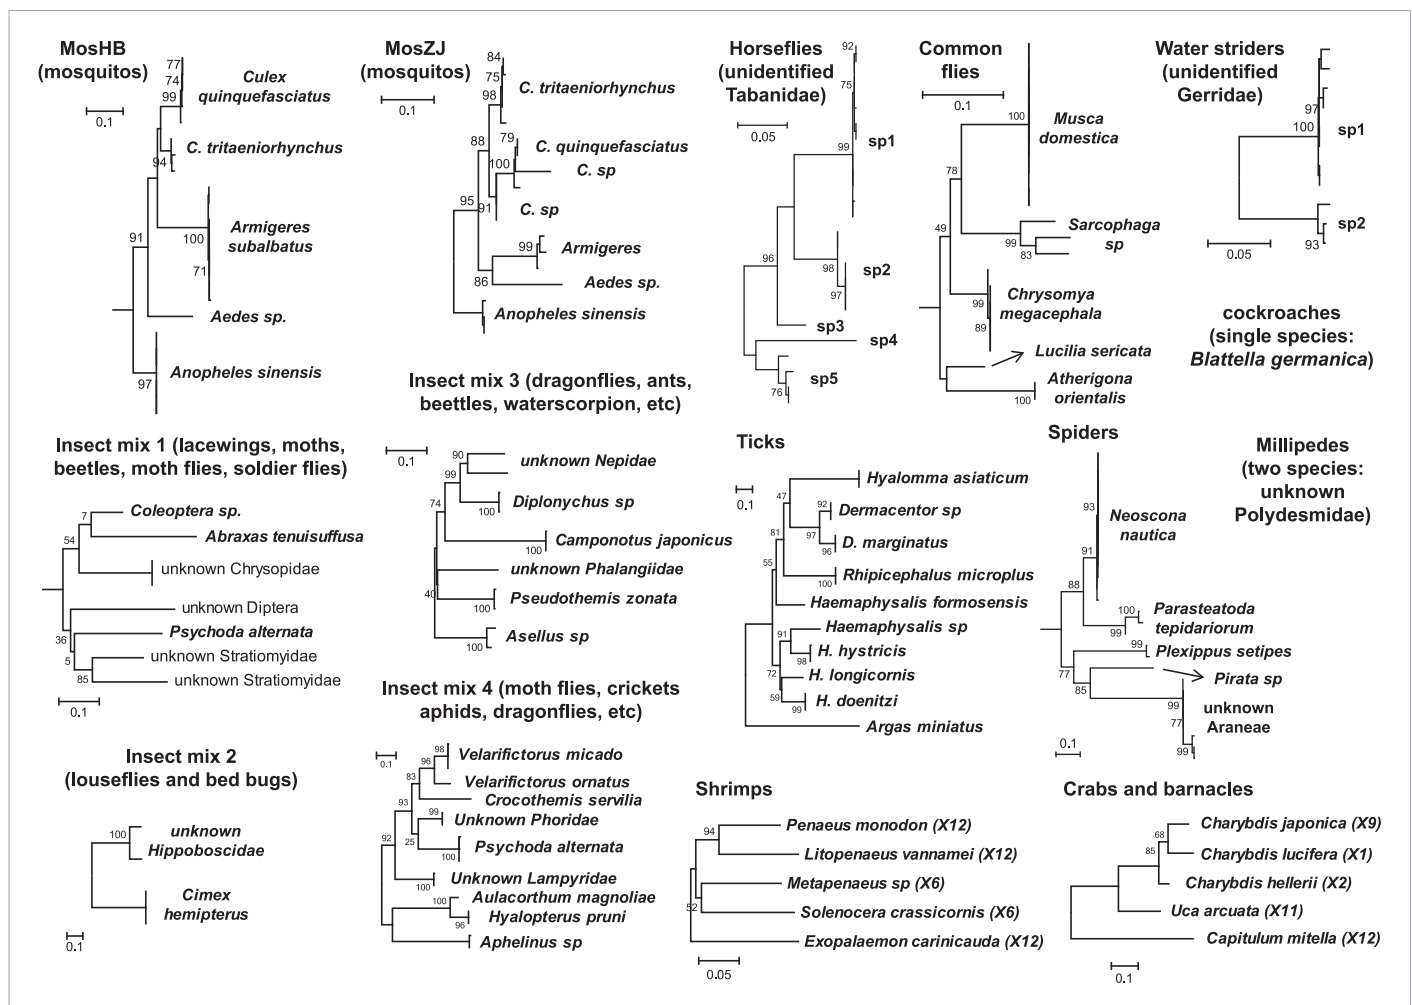 MosHB
(mosquitos)
0.1
77
74
99
Culex
quinquefasciatus
94
C. tritaeniorhynchus
100
71
Armigeres
subalbatus
91
Aedes sp.
97
Anopheles sinensis
MosZJ
(mosquitos)
0.1
84
75
98
C. tritaeniorhynchus
88
79
C. quinquefasciatus
100
C. sp
95
91
C. sp
99
Armigeres
86
Aedes sp.
Anopheles sinensis
Horseflies
(unidentified
Tabanidae)
0.05
92
75
99
sp1
96
98
97
sp2
sp3
sp4
76
sp5
Common
flies
0.1
100
Musca
domestica
78
99
83
Sarcophaga
sp
49
99
89
Chrysomya
megacephala
Lucilia sericata
100
Atherigona
orientalis
Water striders
(unidentified
Gerridae)
97
100
sp1
93
sp2
0.05
cockroaches
(single species:
Blattella germanica)
Insect mix 1 (lacewings, moths,
beetles, moth flies, soldier flies)
7
Coleoptera sp.
54
Abraxas tenuisuffusa
unknown Chrysopidae
unknown Diptera
36
Psychoda alternata
5
unknown Stratiomyidae
85
unknown Stratiomyidae
0.1
Insect mix 2
(louseflies and bed bugs)
100
unknown
Hippoboscidae
Cimex
hemipterus
0.1
Insect mix 3 (dragonflies, ants,
beettles, waterscorpion, etc)
0.1
90
99
unknown Nepidae
74
100
Diplonychus sp
100
Camponotus japonicus
unknown Phalangiidae
40
100
Pseudothemis zonata
100
Asellus sp
Insect mix 4 (moth flies, crickets
aphids, dragonflies, etc)
0.1
98
96
Velarifictorus micado
83
Velarifictorus ornatus
Crocothemis servilia
93
99
Unknown Phoridae
25
100
Psychoda alternata
92
100
Unknown Lampyridae
100
Aulacorthum magnoliae
96
Hyalopterus pruni
Aphelinus sp
Ticks
0.1
47
Hyalomma asiaticum
92
Dermacentor sp
97
96
D. marginatus
81
100
Rhipicephalus microplus
55
Haemaphysalis formosensis
Haemaphysalis sp
91
98
H. hystricis
72
H. longicornis
59
99
H. doenitzi
Argas miniatus
Spiders
93
Neoscona
nautica
91
88
100
99
Parasteatoda
tepidariorum
99
Plexippus setipes
77
85
Pirata sp
99
77
99
unknown
Araneae
0.1
Millipedes
(two species:
unknown
Polydesmidae)
Shrimps
94
Penaeus monodon (X12)
Litopenaeus vannamei (X12)
Metapenaeus sp (X6)
52
Solenocera crassicornis (X6)
Exopalaemon carinicauda (X12)
0.05
Crabs and barnacles
68
Charybdis japonica (X9)
85
Charybdis lucifera (X1)
Charybdis hellerii (X2)
Uca arcuata (X11)
Capitulum mitella (X12)
0.1